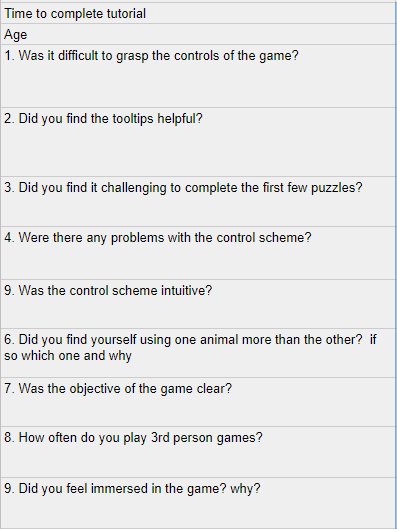 Time to complete tutorial
Age
1. Was it difficult to grasp the controls of the game?
2. Did you find the tooltips helpful?
3. Did you find it challenging to complete the first few puzzles?
4. Were there any problems with the control scheme?
9. Was the control scheme intuitive?
6. Did you find yourself using one animal more than the other?  if
so which one and why
7. Was the objective of the game clear?
8. How often do you play 3rd person games?
9. Did you feel immersed in the game? why?